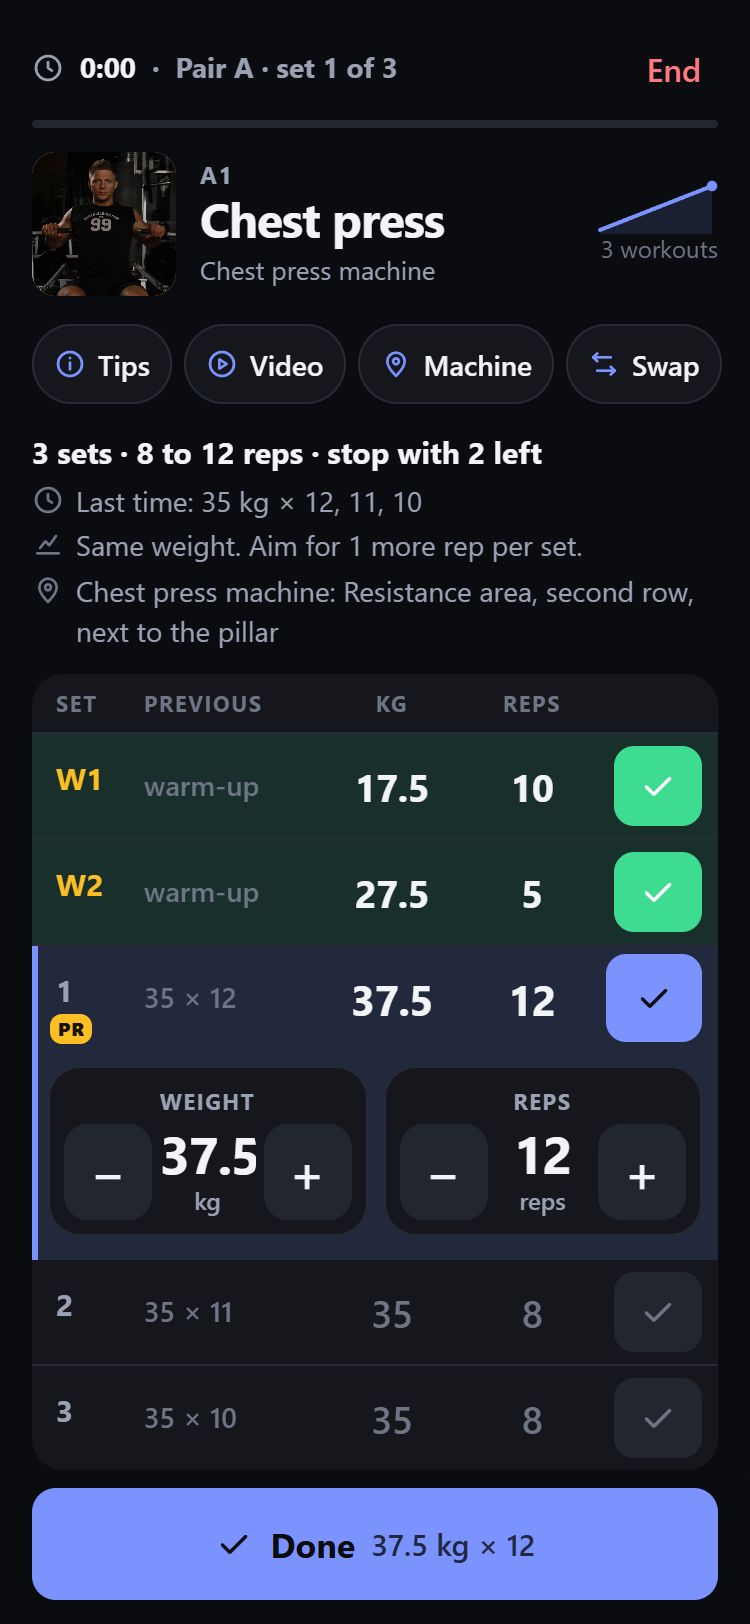 0:00 · Pair A · set 1 of 3
End
A1
Chest press
Chest press machine
3 workouts
99
Tips
Video
Machine
Swap
3 sets · 8 to 12 reps · stop with 2 left
Last time: 35 kg × 12, 11, 10
Same weight. Aim for 1 more rep per set.
Chest press machine: Resistance area, second row,
next to the pillar
SET PREVIOUS KG REPS
W1 warm-up 17.5 10
W2 warm-up 27.5 5
1 35 × 12 37.5 12
PR
WEIGHT
− 37.5 +
kg
REPS
− 12 +
reps
2 35 × 11 35 8
3 35 × 10 35 8
Done 37.5 kg × 12